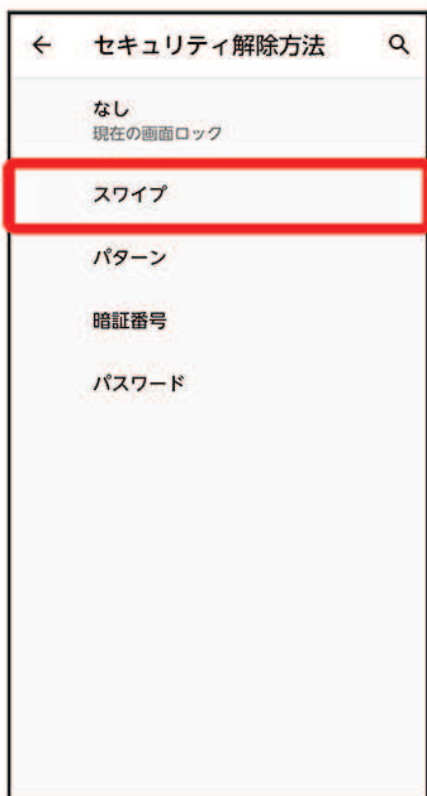 セキュリティ解除方法
なし
現在の画面ロック
スワイプ
パターン
暗証番号
パスワード